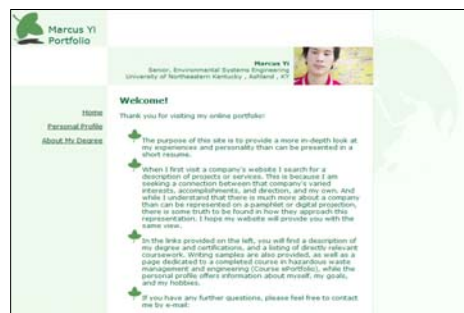 Marcus Yi
Portfolio
Marcus Yi
Senior, Environmental Systems Engineering
University of Northeastern Kentucky , Ashland , KY
Home
Personal Profile
About My Degree
Welcome!
Thank you for visiting my online portfolio!
The purpose of this site is to provide a more in-depth look at
my experiences and personality than can be presented in a
short resume.
When I first visit a company's website I search for a
description of projects or services. This is because I am
seeking a connection between that company's varied
interests, accomplishments, and direction, and my own. And
while I understand that there is much more about a company
than can be represented on a pamphlet or digital projection,
there is some truth to be found in how they approach this
representation. I hope my website will provide you with the
same view.
In the links provided on the left, you will find a description of
my degree and certifications, and a listing of directly relevant
coursework. Writing samples are also provided, as well as a
page dedicated to a completed course in hazardous waste
management and engineering (Course ePortfolio), while the
personal profile offers information about myself, my goals,
and my hobbies.
If you have any further questions, please feel free to contact
me by e-mail: